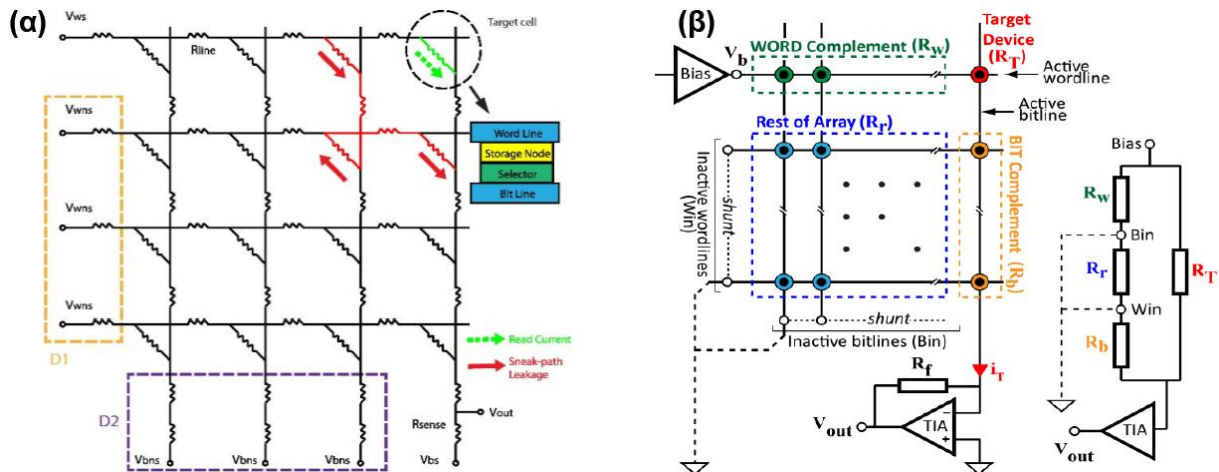 (α)
Vws
Rline
Target cell
Vwns
Word Line
Storage Node
Selector
Bit Line
Vwns
Vwns
D1
Read Current
Sneak-path
Leakage
D2
Rsense
Vout
Vbns
Vbns
Vbns
Vbs
(β)
Bias
Vb
WORD Complement (Rw)
Target
Device
(RT)
Active
wordline
Active
bitline
Rest of Array (Rr)
Inactive wordlines
(Win)
shunt
BIT Complement (Rb)
shunt
Inactive bitlines (Bin)
Rf
iT
Vout
TIA
−
+
Bias
Rw
Bin
Rr
RT
Win
Rb
TIA
Vout